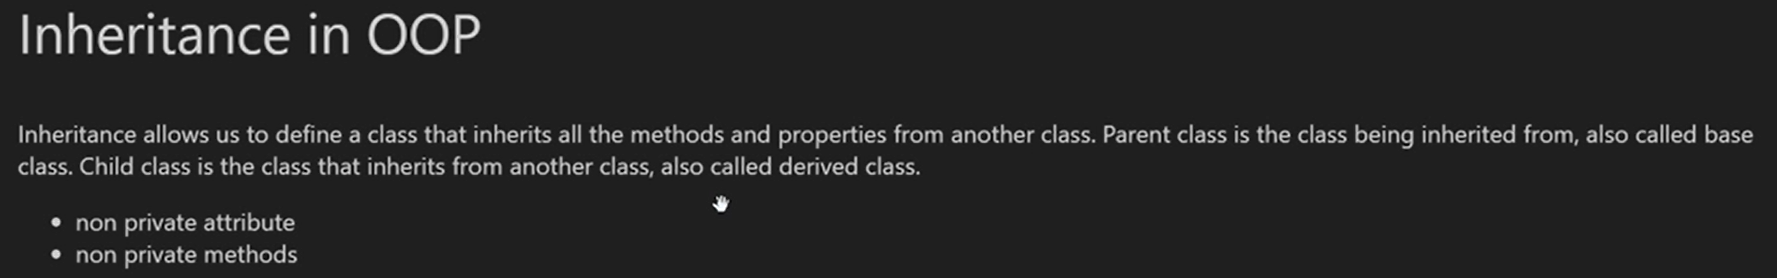 Inheritance in OOP
Inheritance allows us to define a class that inherits all the methods and properties from another class. Parent class is the class being inherited from, also called base
class. Child class is the class that inherits from another class, also called derived class.
• non private attribute
• non private methods